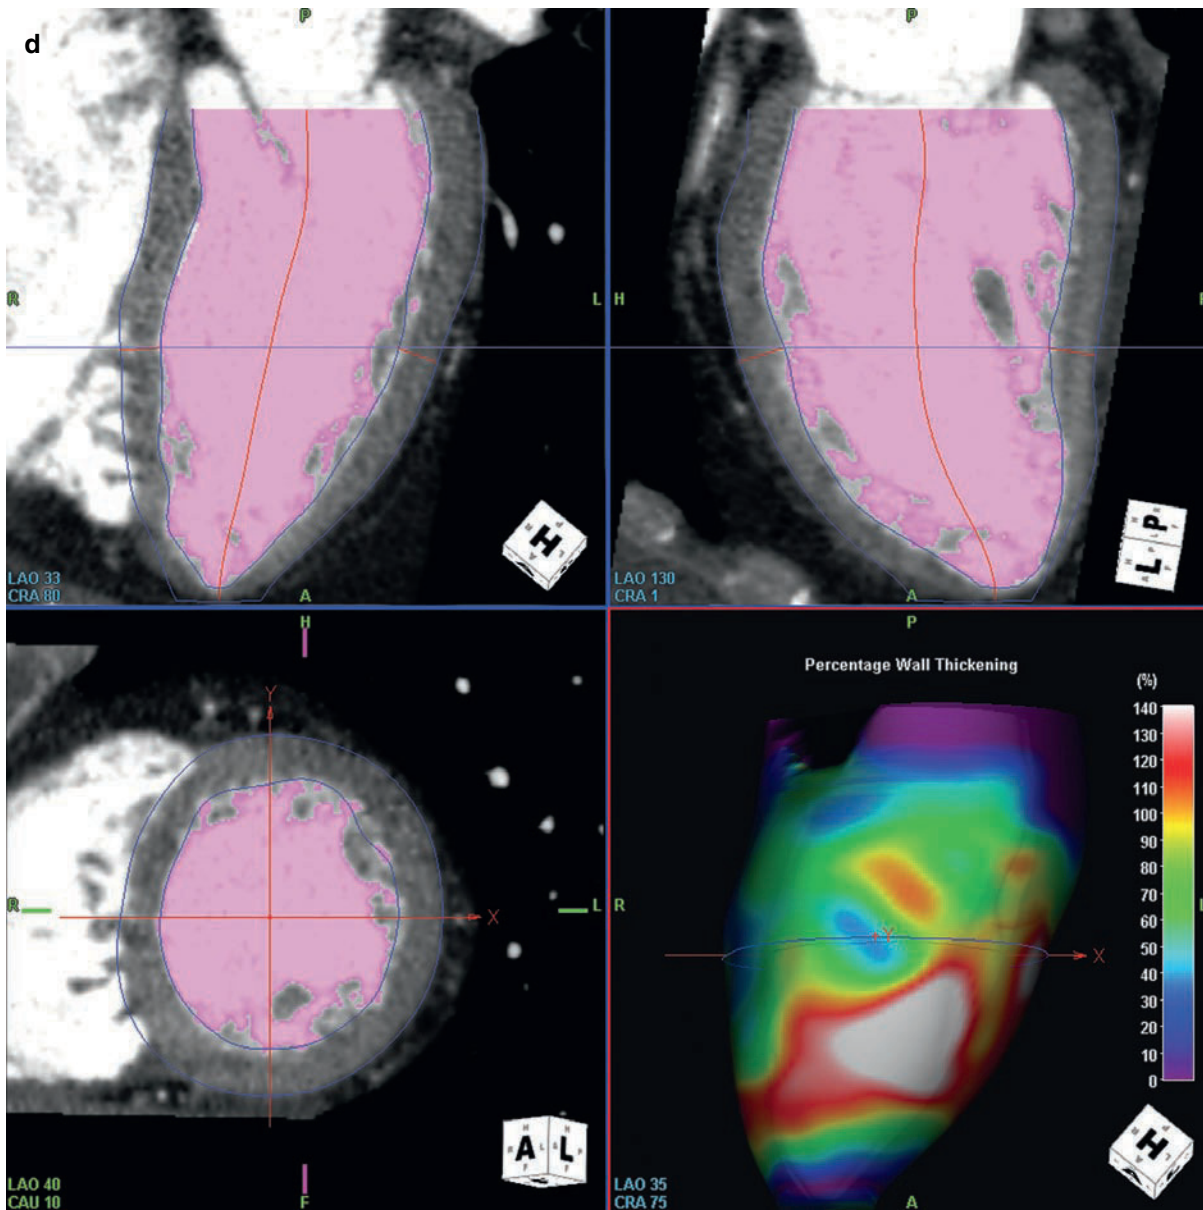 d
P
R
L
LAO 33
CRA 80
A
H
P
H
LAO 130
CRA 1
A
P
L
H
Y
X
R
L
LAO 40
CAU 10
F
A L
P
Percentage Wall Thickening
(%)
140
130
120
110
100
90
80
70
60
50
40
30
20
10
0
R
Y
X
LAO 35
CRA 75
A
H